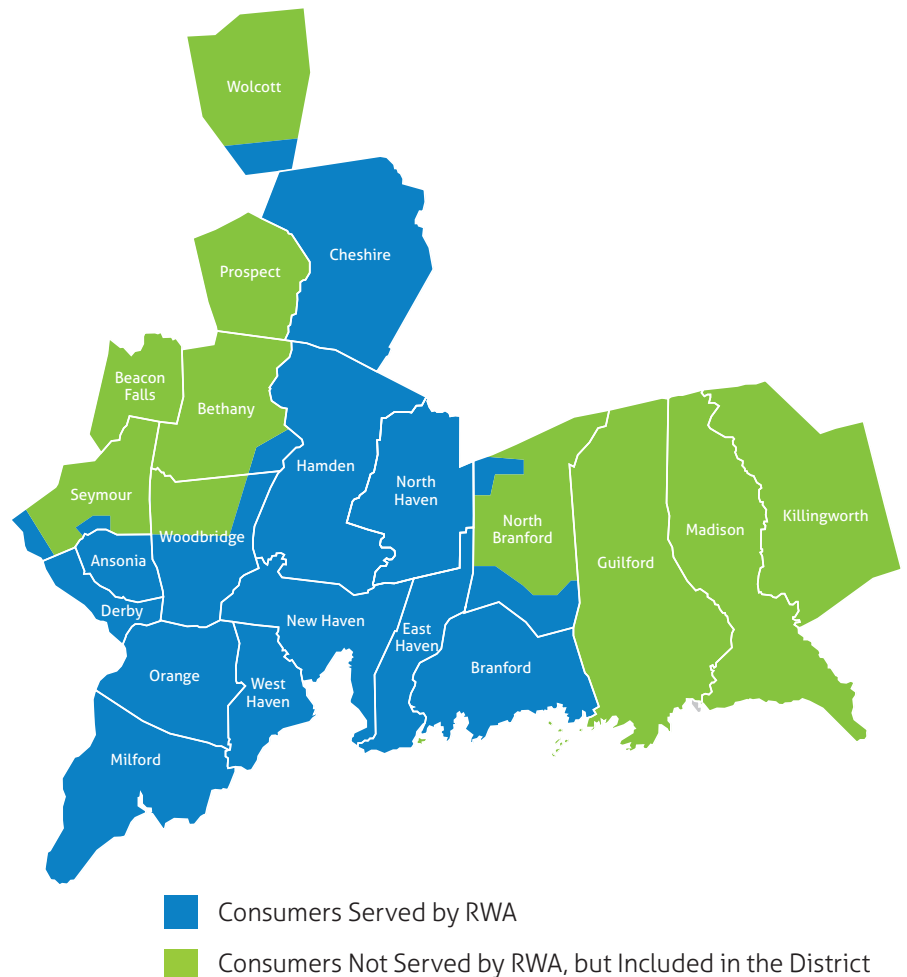 Wolcott
Cheshire
Prospect
Beacon
Falls
Bethany
Hamden
North
Haven
Seymour
Woodbridge
North
Branford
Guilford
Madison
Killingworth
Ansonia
Derby
New Haven
East
Haven
Branford
Orange
West
Haven
Milford
Consumers Served by RWA
Consumers Not Served by RWA, but Included in the District